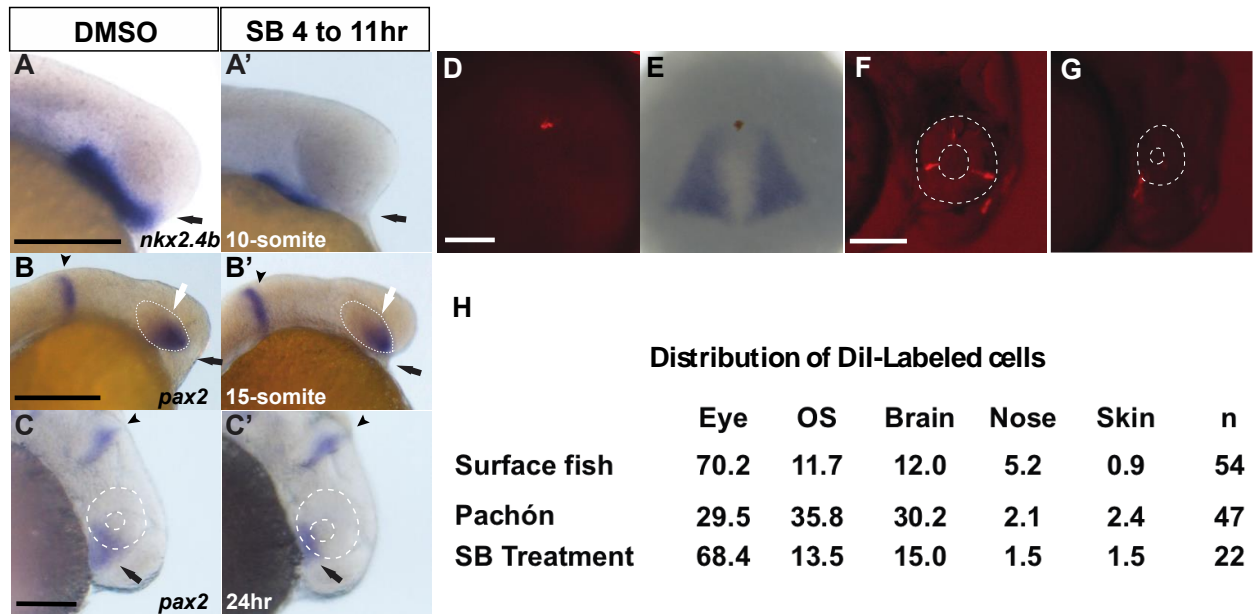 DMSO
SB 4 to 11hr
A
nkx2.4b
A'
10-somite
B
pax2
B'
15-somite
C
pax2
C'
24hr
D
E
F
G
H
Distribution of DiI-Labeled cells
Eye OS Brain Nose Skin n
Surface fish 70.2 11.7 12.0 5.2 0.9 54
Pachón 29.5 35.8 30.2 2.1 2.4 47
SB Treatment 68.4 13.5 15.0 1.5 1.5 22